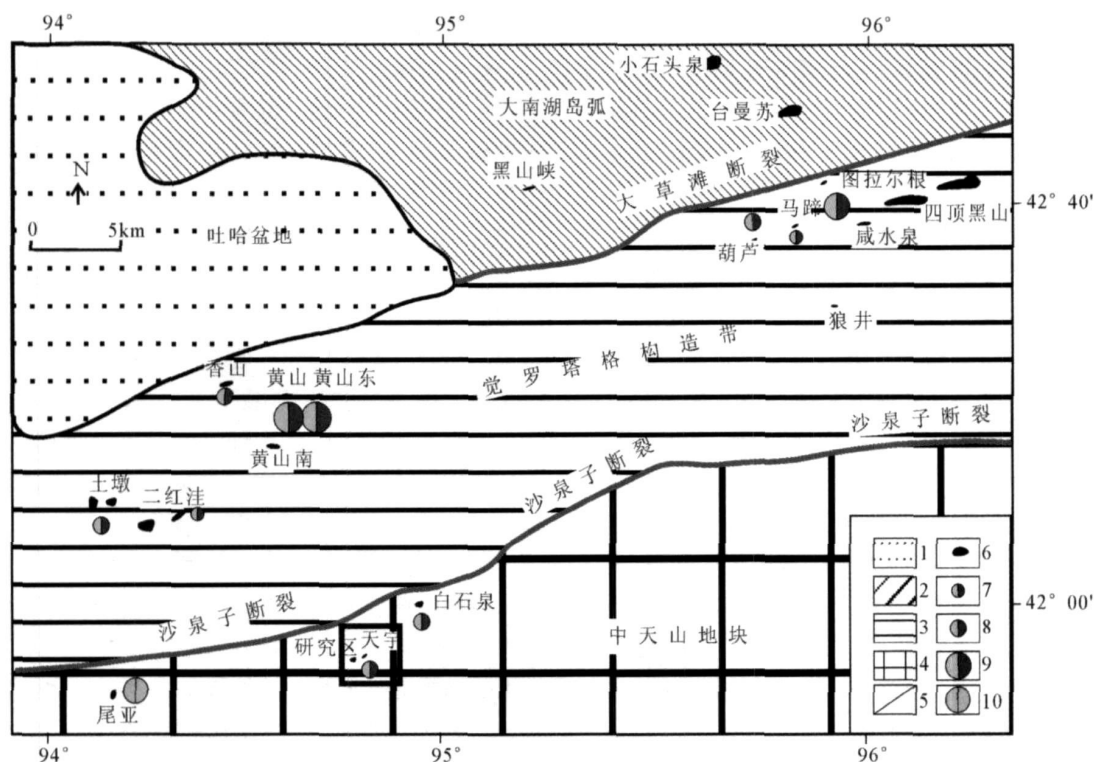 94°
95°
96°
小石头泉
大南湖岛弧
台曼苏
黑山峡
大草滩断裂
N
图拉尔根
马蹄
四顶黑山
42° 40'
0 5km
吐哈盆地
葫芦
咸水泉
狼井
觉罗塔格构造带
香山
黄山 黄山东
沙泉子断裂
黄山南
沙泉子断裂
土墩
二红洼
1 6
2 7
沙泉子断裂
白石泉
42° 00'
3 8
研究区
天宇
中天山地块
4 9
5 10
尾亚
94°
95°
96°